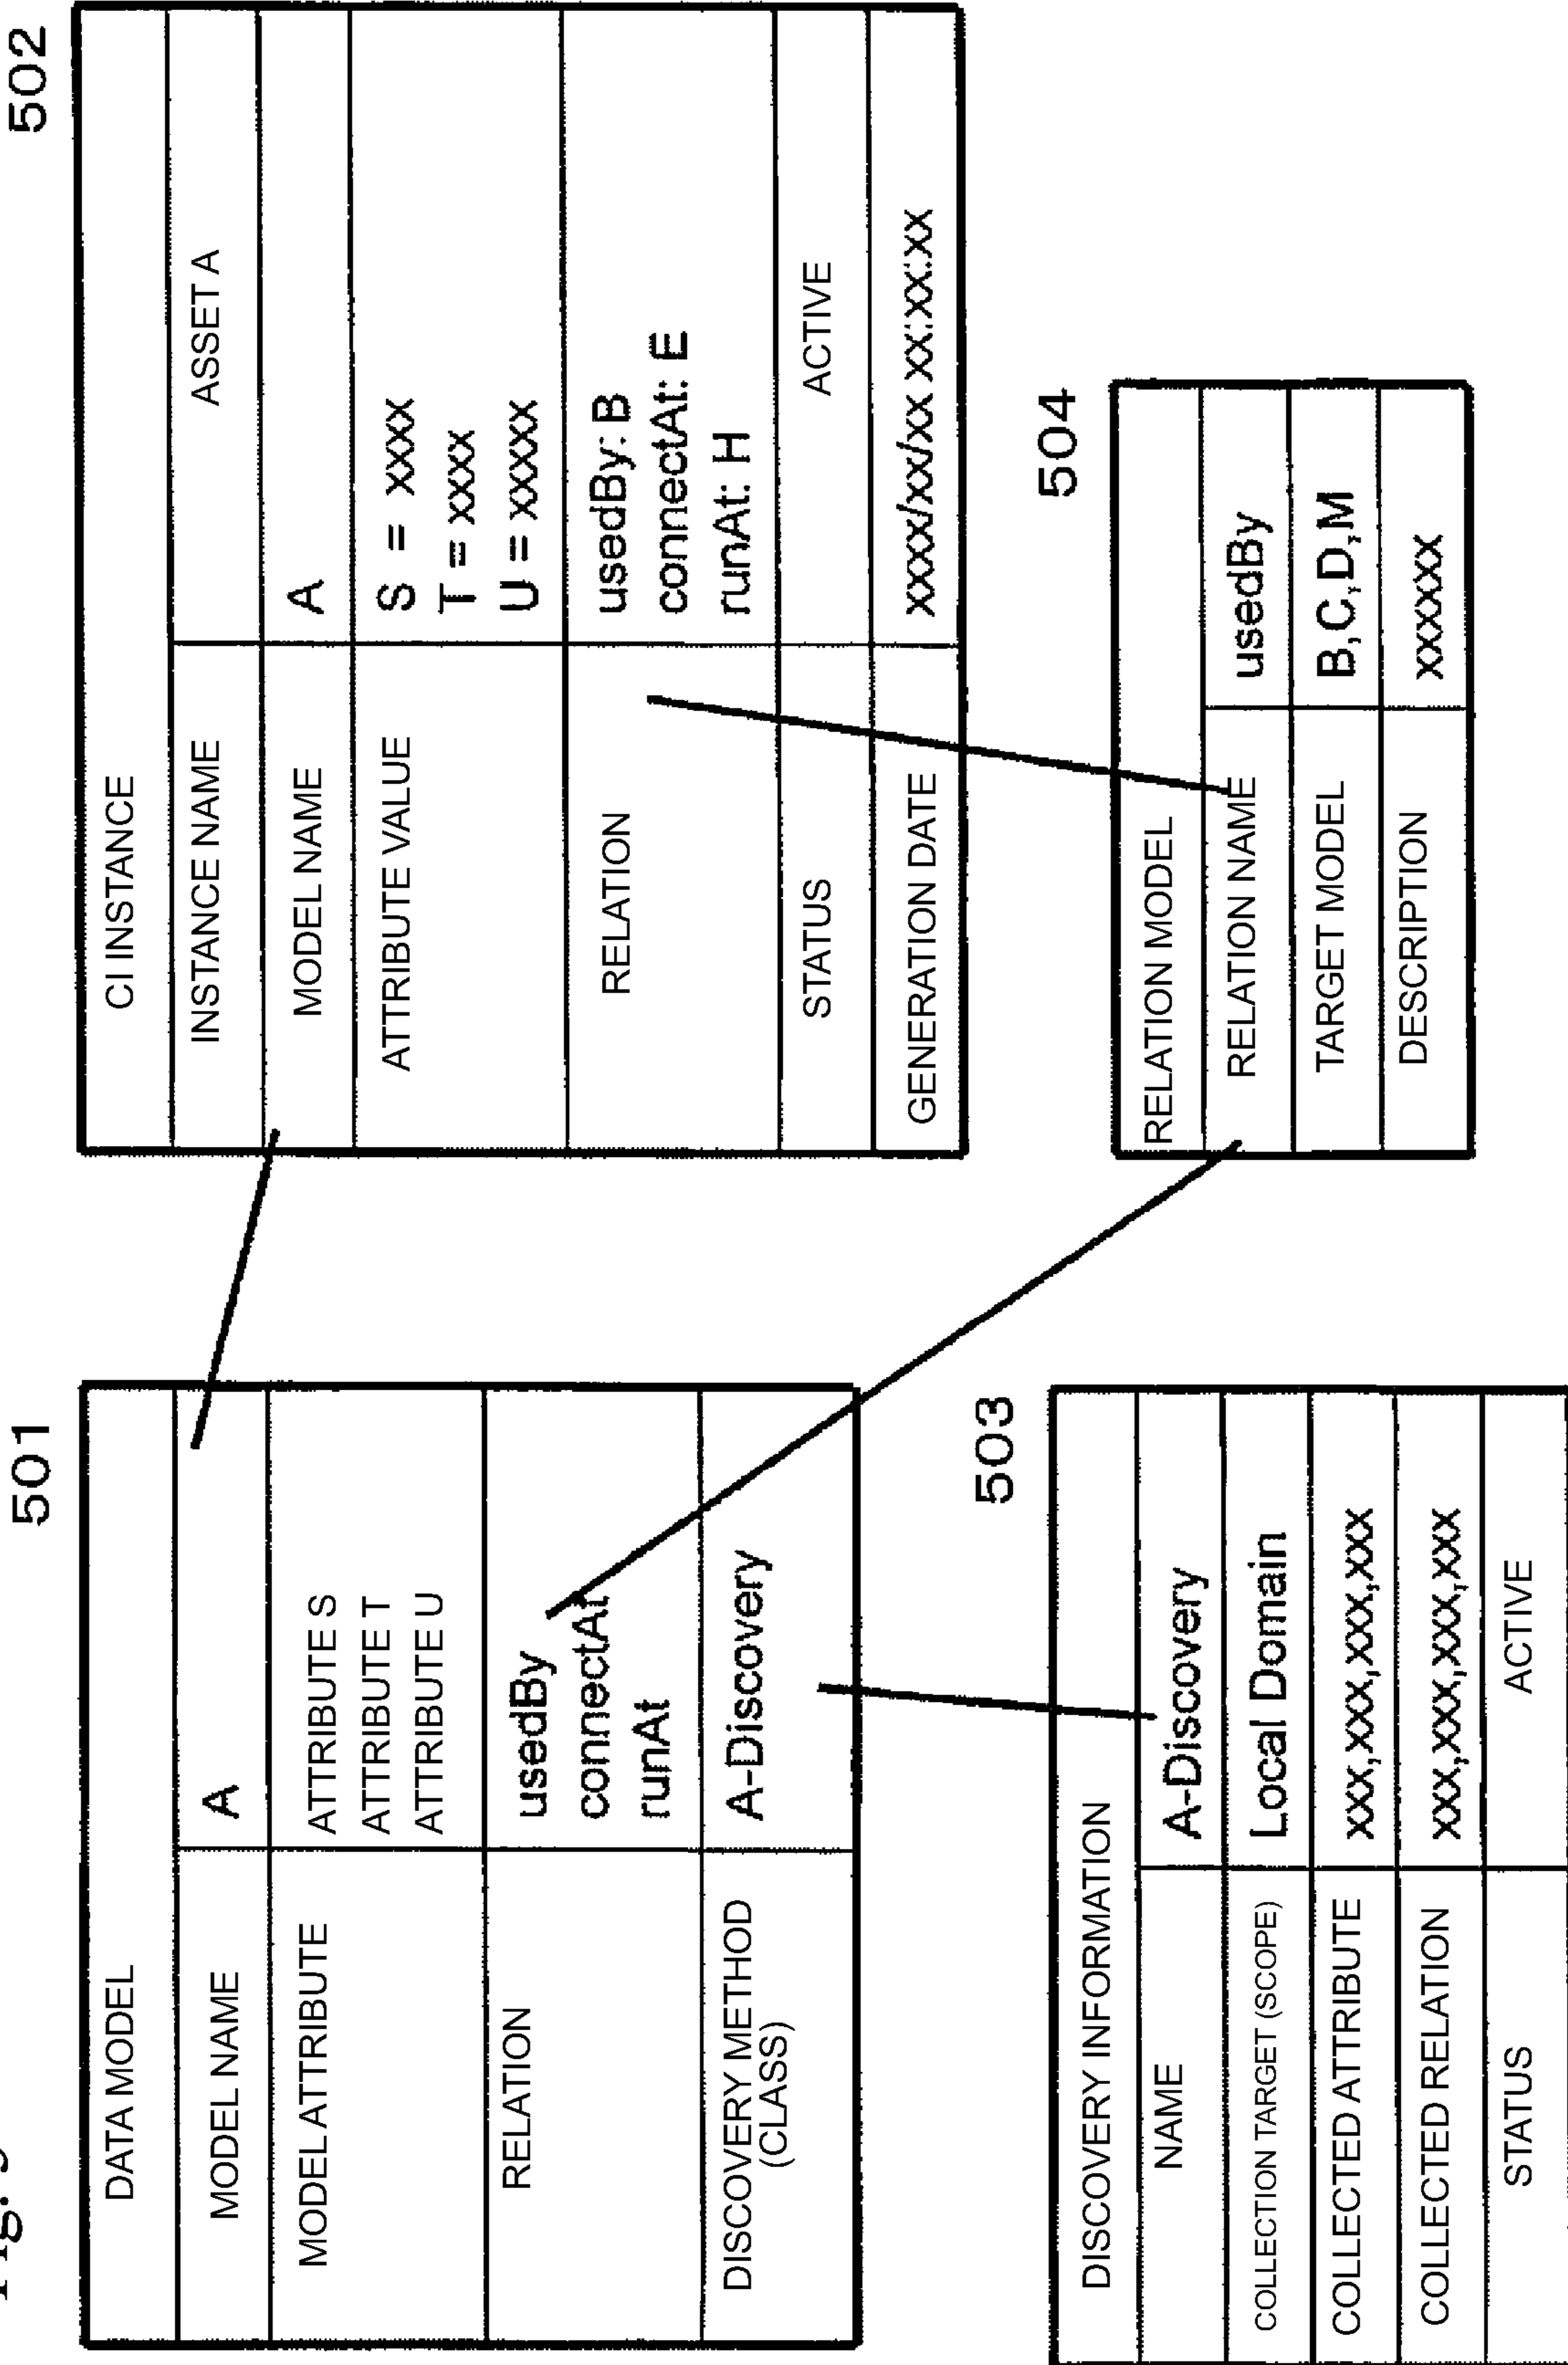 Fig.
501
DATA MODEL
MODEL NAME
A
MODEL ATTRIBUTE
ATTRIBUTE S
ATTRIBUTE T
ATTRIBUTE U
RELATION
usedBy
connectAt
runAt
DISCOVERY METHOD
(CLASS)
A-Discovery
502
CI INSTANCE
INSTANCE NAME
ASSET A
MODEL NAME
A
ATTRIBUTE VALUE
S = xxxx
T = xxxx
U = xxxxx
RELATION
usedBy: B
connectAt: E
runAt: H
STATUS
ACTIVE
GENERATION DATE
xxxx/xx/xx xx:xx:xx
503
DISCOVERY INFORMATION
NAME
A-Discovery
COLLECTION TARGET (SCOPE)
Local Domain
COLLECTED ATTRIBUTE
xxx,xxx,xxx,xxx
COLLECTED RELATION
xxx,xxx,xxx,xxx
STATUS
ACTIVE
504
RELATION MODEL
RELATION NAME
usedBy
TARGET MODEL
B,C,D,M
DESCRIPTION
xxxxx